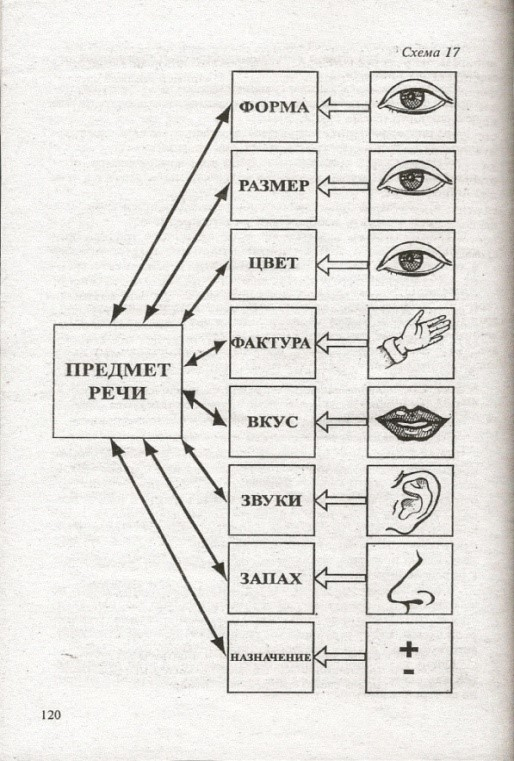 Схема 17
ФОРМА
РАЗМЕР
ЦВЕТ
ФАКТУРА
ПРЕДМЕТ
РЕЧИ
ВКУС
ЗВУКИ
ЗАПАХ
НАЗНАЧЕНИЕ
+
-
120